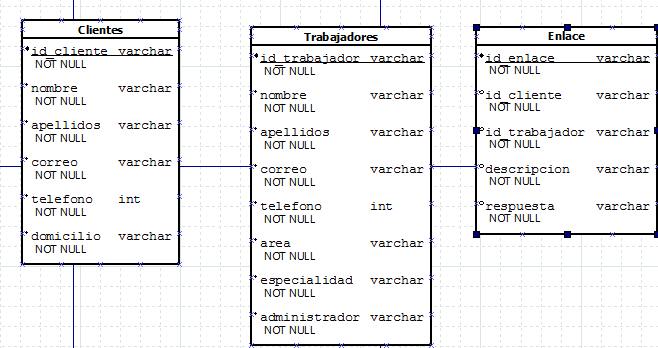 Clientes
id_cliente varchar
NOT NULL
nombre varchar
NOT NULL
apellidos varchar
NOT NULL
correo varchar
NOT NULL
telefono int
NOT NULL
domicilio varchar
NOT NULL
Trabajadores
id_trabajador varchar
NOT NULL
nombre varchar
NOT NULL
apellidos varchar
NOT NULL
correo varchar
NOT NULL
telefono int
NOT NULL
area varchar
NOT NULL
especialidad varchar
NOT NULL
administrador varchar
NOT NULL
Enlace
id_enlace varchar
NOT NULL
id_cliente varchar
NOT NULL
id_trabajador varchar
NOT NULL
descripcion varchar
NOT NULL
respuesta varchar
NOT NULL